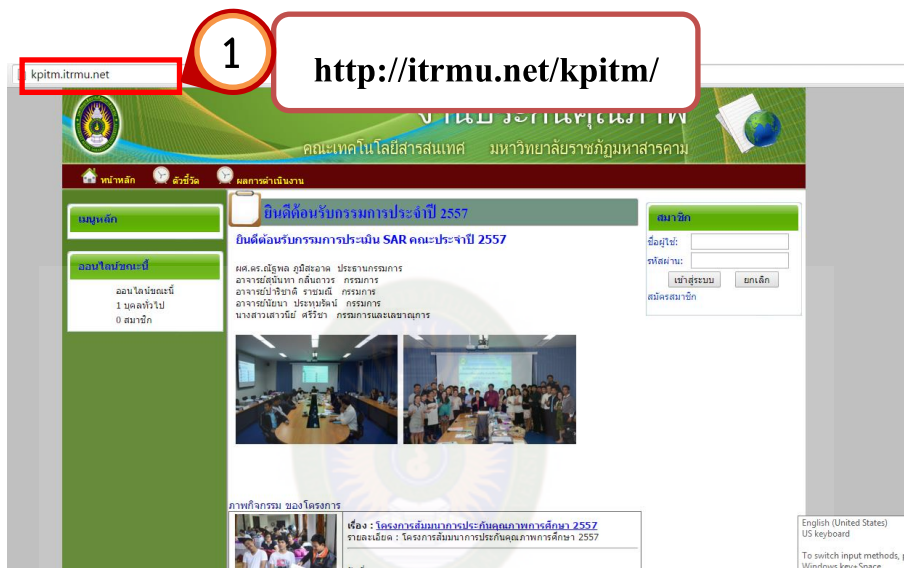 1
http://itrmu.net/kpitm/
kpitm.itrmu.net
งานประกันคุณภาพ
คณะเทคโนโลยีสารสนเทศ มหาวิทยาลัยราชภัฏมหาสารคาม
หน้าหลัก ตัวชี้วัด ผลการดำเนินงาน
เมนูหลัก
ออนไลน์ขณะนี้
ออนไลน์ขณะนี้
1 บุคลทั่วไป
0 สมาชิก
ยินดีต้อนรับกรรมการประจำปี 2557
ยินดีต้อนรับกรรมการประเมิน SAR คณะประจำปี 2557
ผศ.ดร.ณัฐพล ภูมิสะอาด ประธานกรรมการ
อาจารย์สุนันทา กลิ่นถาวร กรรมการ
อาจารย์ปาริชาติ ราชมณี กรรมการ
อาจารย์นัยนา ประทุมรัตน์ กรรมการ
นางสาวเสาวนีย์ ศรีวิชา กรรมการและเลขาณุการ
สมาชิก
ชื่อผู้ใช้:
รหัสผ่าน:
เข้าสู่ระบบ ยกเลิก
สมัครสมาชิก
ภาพกิจกรรม ของโครงการ
เรื่อง : โครงการสัมมนาการประกันคุณภาพการศึกษา 2557
รายละเอียด : โครงการสัมมนาการประกันคุณภาพการศึกษา 2557
English (United States)
US keyboard
To switch input methods,
Windows key+Space